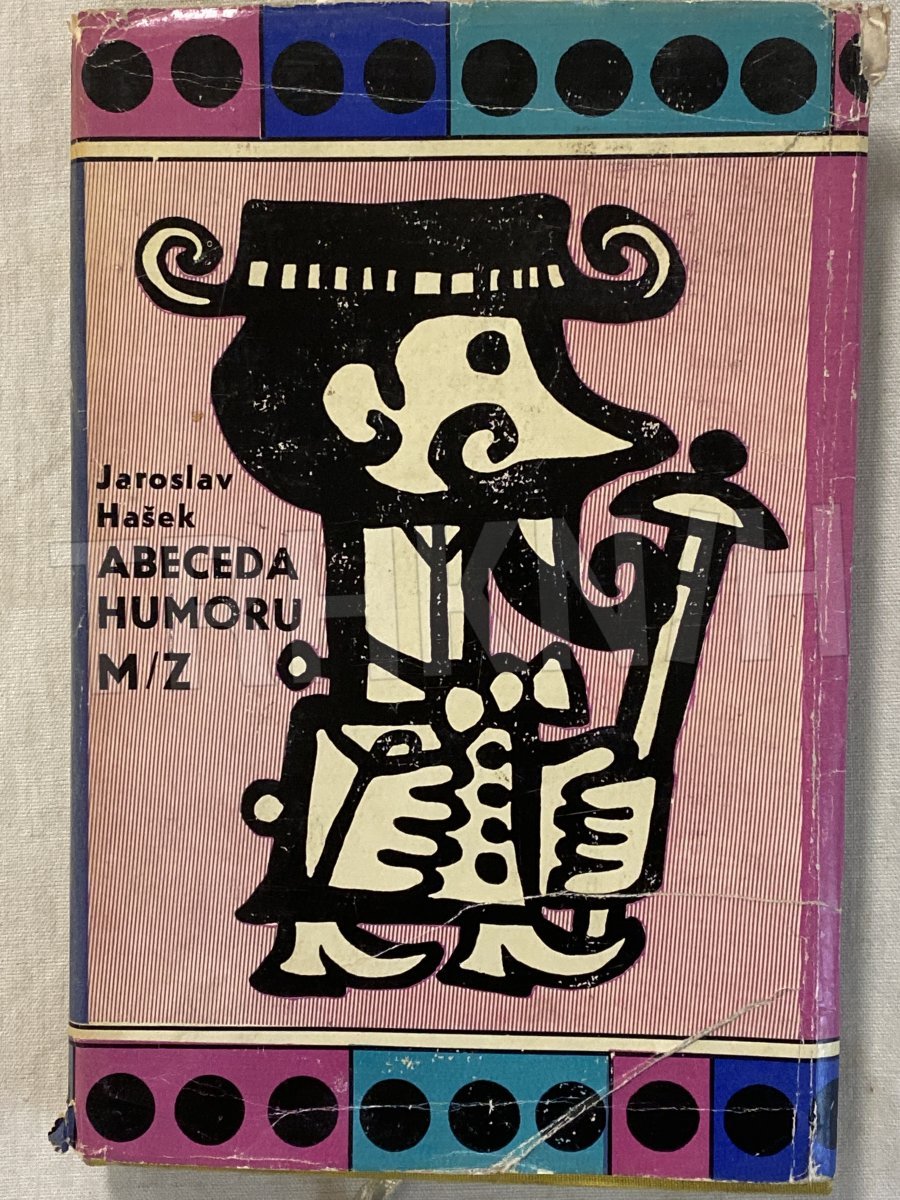 Jaroslav
Hašek
ABECEDA
HUMORU
M/Z